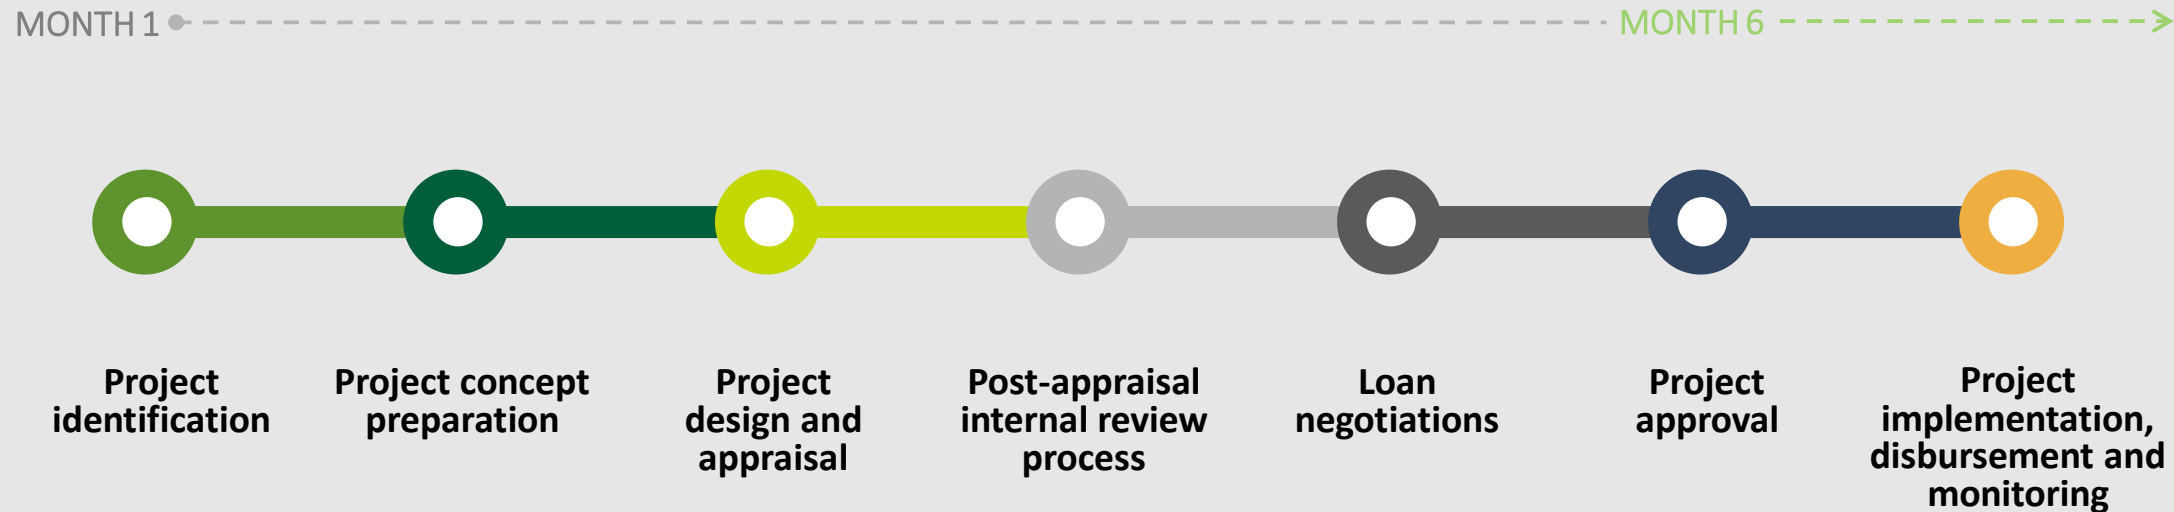 MONTH 1
MONTH 6
Project
identification
Project concept
preparation
Project
design and
appraisal
Post-appraisal
internal review
process
Loan
negotiations
Project
approval
Project
implementation,
disbursement and
monitoring